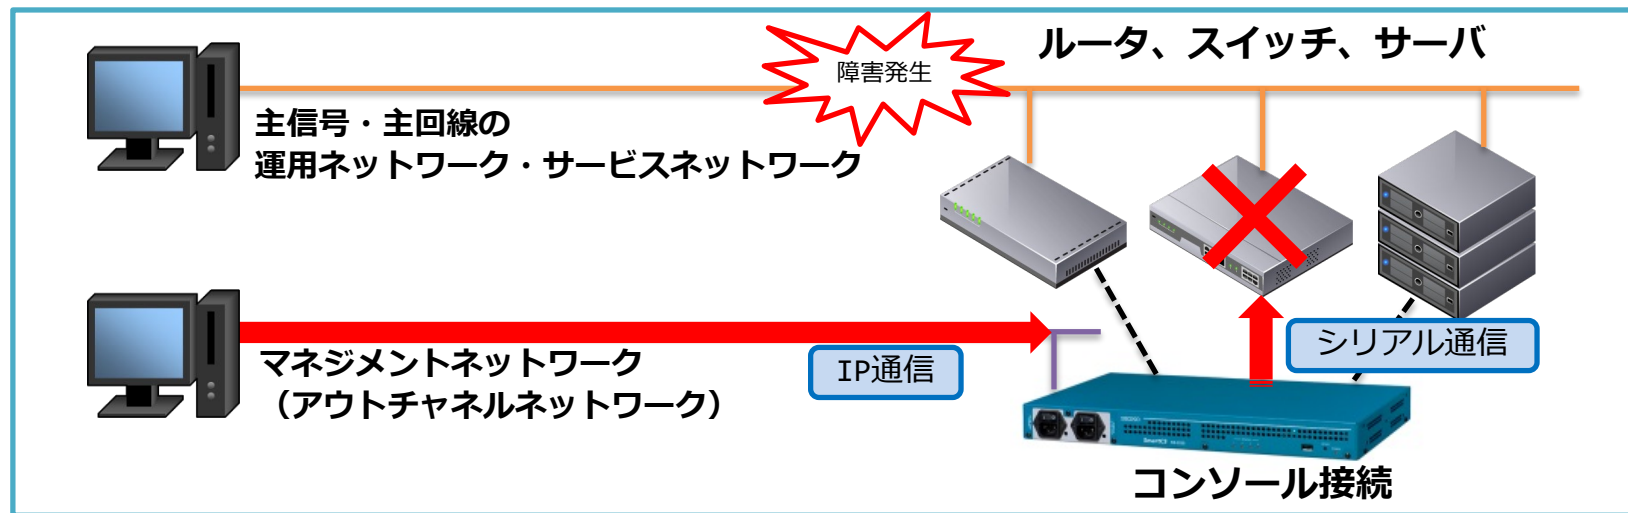 障害発生
ルータ、スイッチ、サーバ
主信号・主回線の
運用ネットワーク・サービスネットワーク
マネジメントネットワーク
（アウトチャネルネットワーク）
IP通信
シリアル通信
コンソール接続